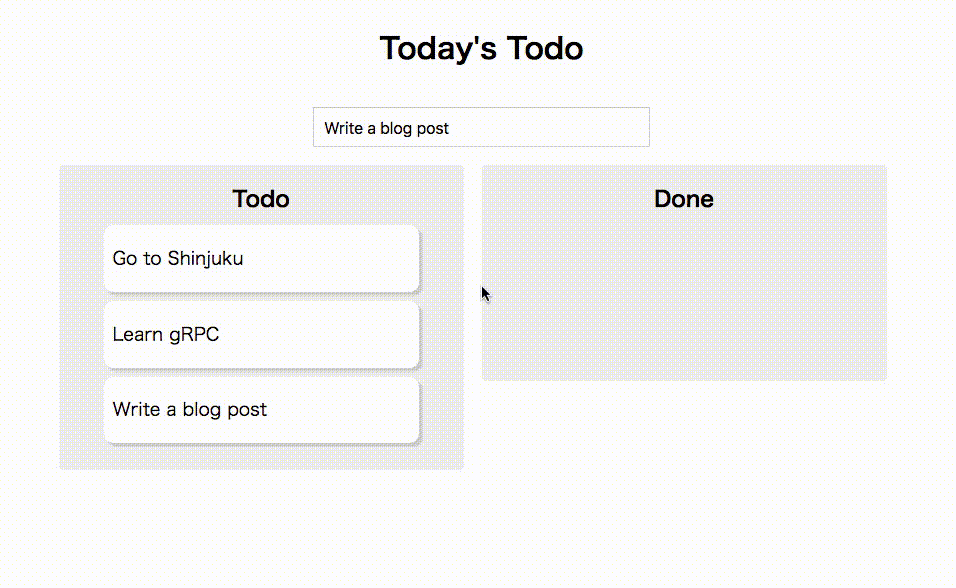 Today's Todo
Write a blog post
Todo
Go to Shinjuku
Learn gRPC
Write a blog post
Done